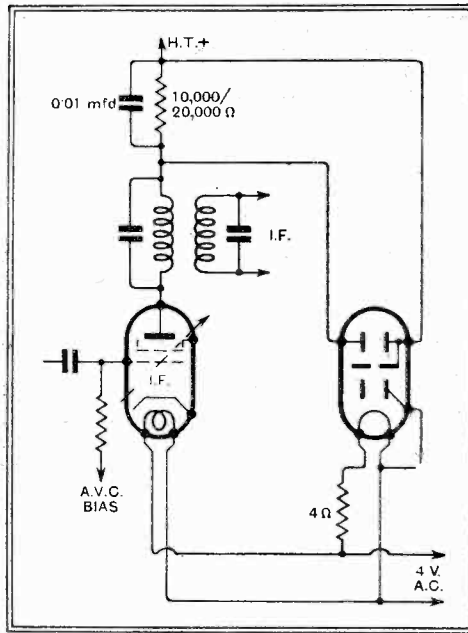 H.T.+
0·01 mfd
10,000/
20,000 Ω
I.F.
I.F.
A.V.C.
BIAS
4 Ω
4 V.
A.C.